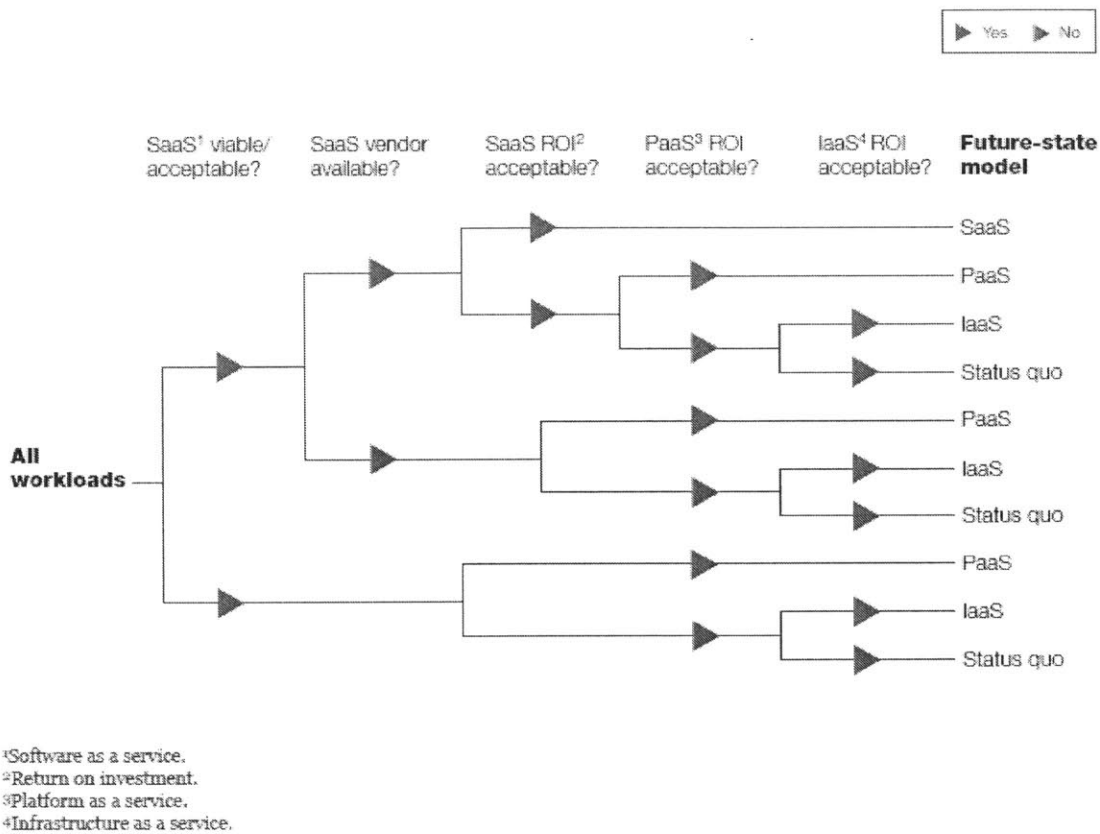 Yes No
SaaS¹ viable/ acceptable?
SaaS vendor available?
SaaS ROI² acceptable?
PaaS³ ROI acceptable?
IaaS⁴ ROI acceptable?
Future-state model
SaaS
PaaS
IaaS
Status quo
PaaS
All workloads
IaaS
Status quo
PaaS
IaaS
Status quo
¹Software as a service.
²Return on investment.
³Platform as a service.
⁴Infrastructure as a service.